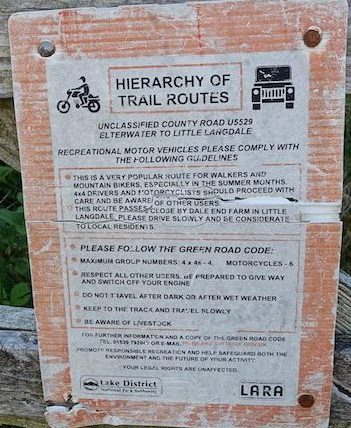 HIERARCHY OF
TRAIL ROUTES
UNCLASSIFIED COUNTY ROAD U5529
ELTERWATER TO LITTLE LANGDALE
RECREATIONAL MOTOR VEHICLES PLEASE COMPLY WITH
THE FOLLOWING GUIDELINES
THIS IS A VERY POPULAR ROUTE FOR WALKERS AND
MOUNTAIN BIKERS, ESPECIALLY IN THE SUMMER MONTHS.
4x4 DRIVERS AND MOTORCYCLISTS SHOULD PROCEED WITH
CARE AND BE AWARE OF OTHER USERS.
THIS ROUTE PASSES CLOSE BY DALE END FARM IN LITTLE
LANGDALE, PLEASE DRIVE SLOWLY AND BE CONSIDERATE
TO LOCAL RESIDENTS.
PLEASE FOLLOW THE GREEN ROAD CODE:
MAXIMUM GROUP NUMBERS: 4 x 4s - 4. MOTORCYCLES - 6
RESPECT ALL OTHER USERS. BE PREPARED TO GIVE WAY
AND SWITCH OFF YOUR ENGINE
DO NOT TRAVEL AFTER DARK OR AFTER WET WEATHER
KEEP TO THE TRACK AND TRAVEL SLOWLY
BE AWARE OF LIVESTOCK
FOR FURTHER INFORMATION AND A COPY OF THE GREEN ROAD CODE
TEL. 01539 OR E-MAIL
PROMOTE RESPONSIBLE RECREATION AND HELP SAFEGUARD BOTH THE
ENVIRONMENT AND THE FUTURE OF YOUR ACTIVITY.
YOUR LEGAL RIGHTS ARE UNAFFECTED
Lake District
National Park Authority
LARA